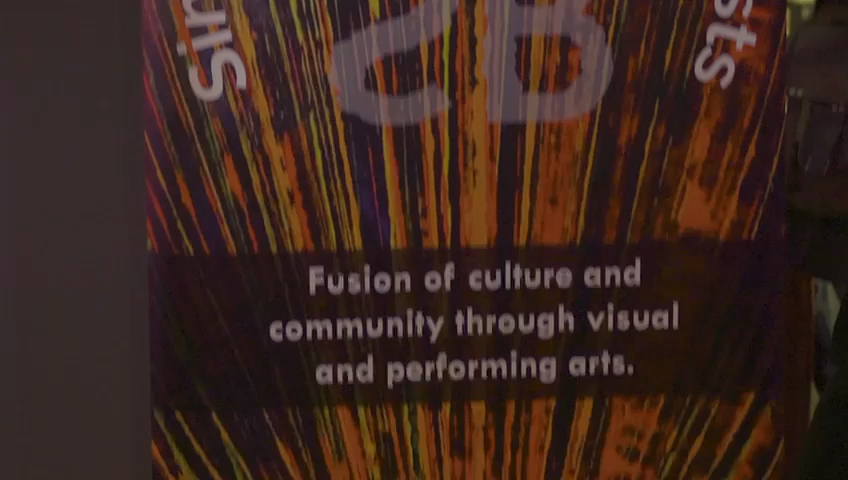 Fusion of culture and
community through visual
and performing arts.